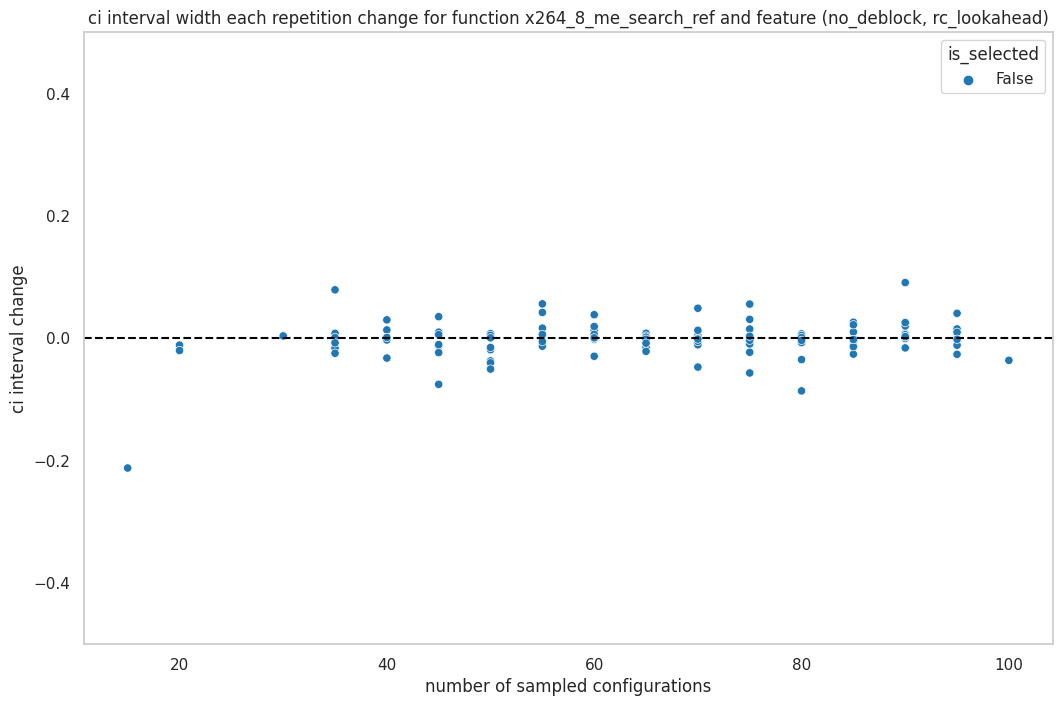 ci interval width each repetition change for function x264_8_me_search_ref and feature (no_deblock, rc_lookahead)
is_selected
False
ci interval change
0.4
0.2
0.0
−0.2
−0.4
20 40 60 80 100
number of sampled configurations